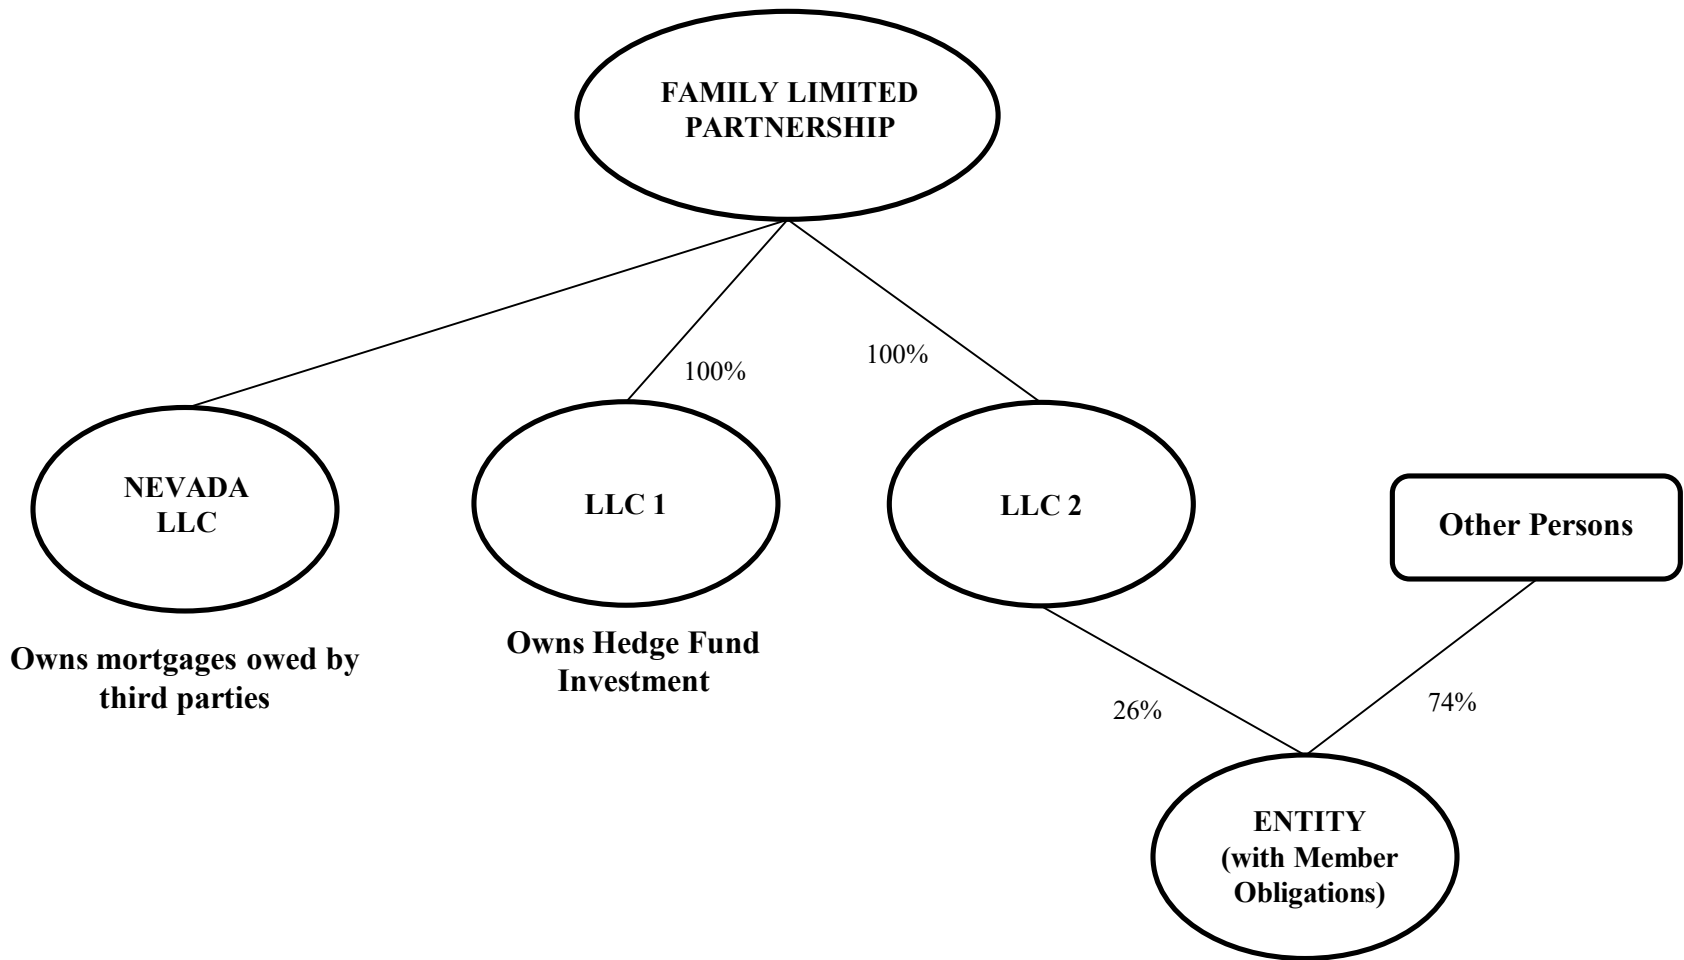 FAMILY LIMITED
PARTNERSHIP
100%
100%
NEVADA
LLC
LLC 1
LLC 2
Other Persons
Owns mortgages owed by
third parties
Owns Hedge Fund
Investment
26%
74%
ENTITY
(with Member
Obligations)